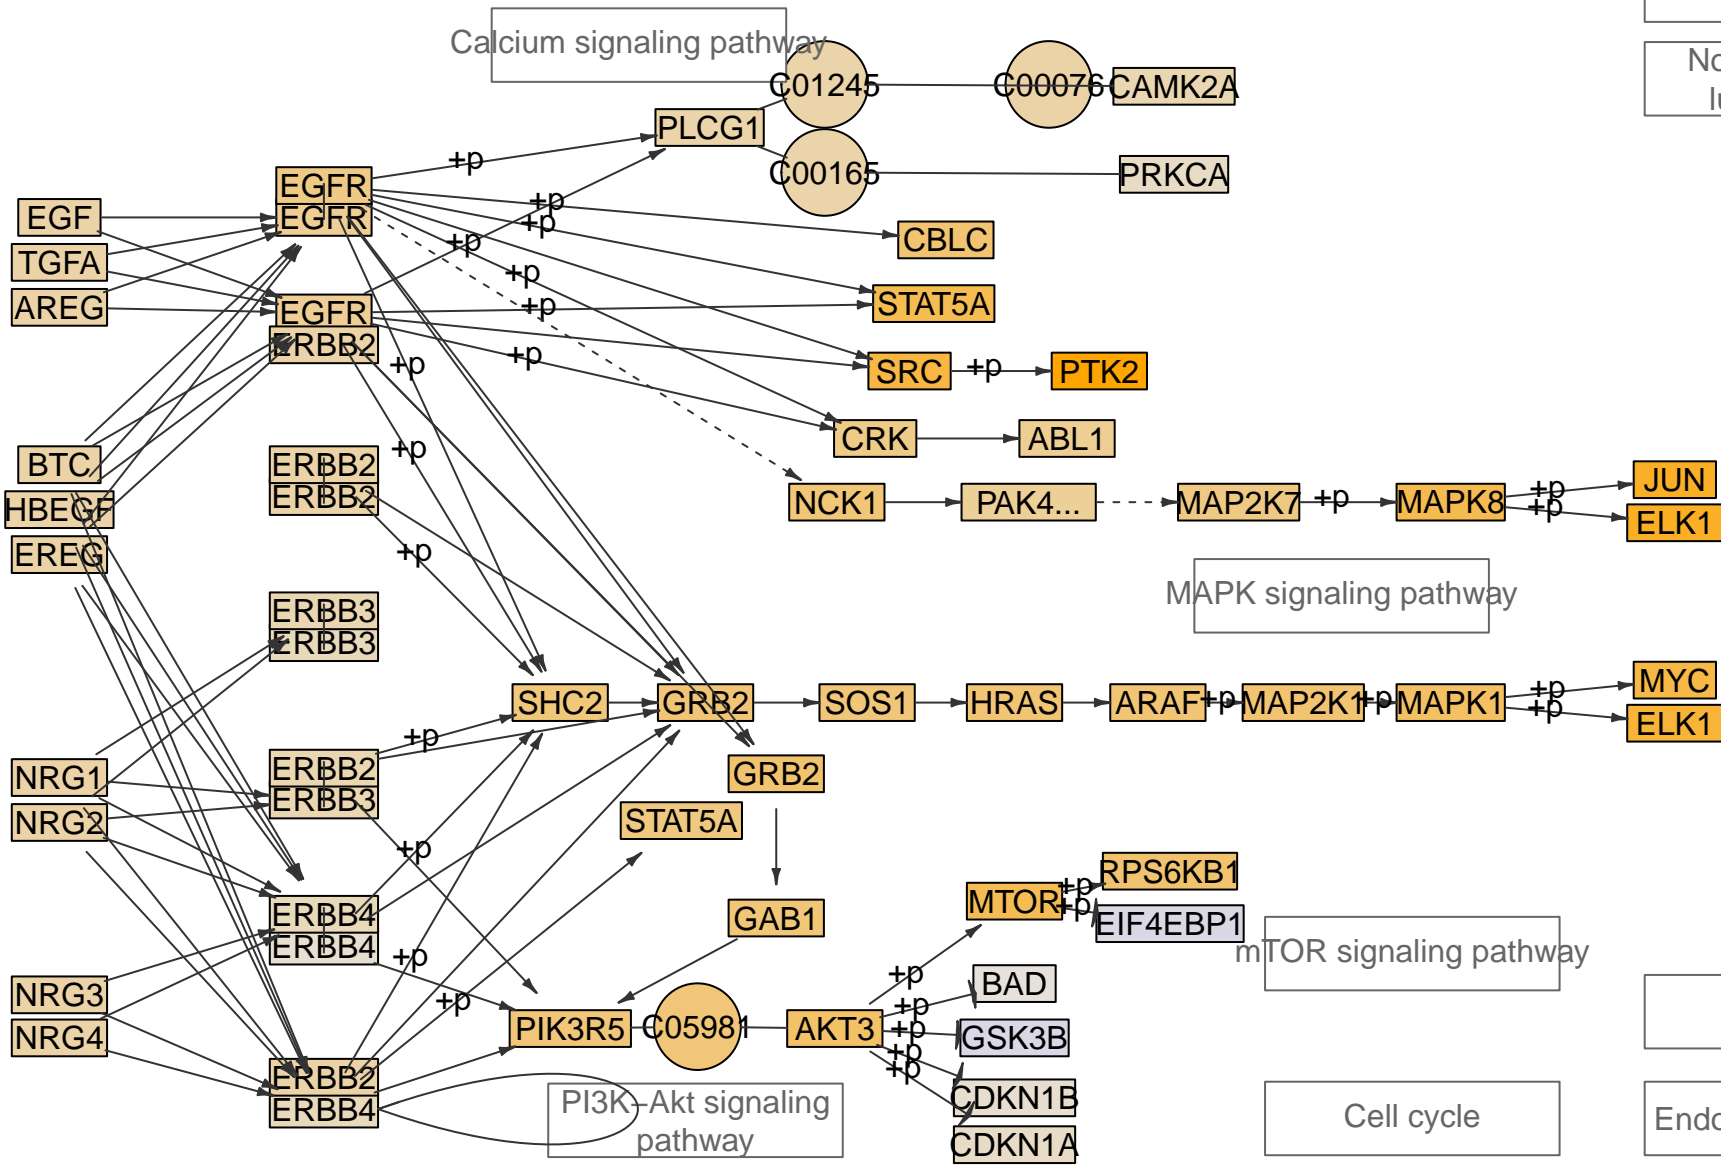 Calcium signaling pathway
C01245
C00076
CAMK2A
PLCG1
C00165
PRKCA
+p
EGFR
EGFR
EGF
TGFA
AREG
+p
+p
+p
+p
+p
CBLC
STAT5A
EGFR
ERBB2
+p
+p
SRC
+p
PTK2
CRK
ABL1
BTC
HBEGF
EREG
ERBB2
ERBB2
+p
+p
NCK1
PAK4...
MAP2K7
+p
MAPK8
+p
+p
JUN
ELK1
MAPK signaling pathway
ERBB3
ERBB3
SHC2
GRB2
SOS1
HRAS
ARAF
+p
MAP2K1
+p
MAPK1
+p
+p
MYC
ELK1
NRG1
NRG2
ERBB2
ERBB3
+p
GRB2
STAT5A
+p
GAB1
ERBB4
ERBB4
+p
+p
MTOR
+p
+p
RPS6KB1
EIF4EBP1
mTOR signaling pathway
NRG3
NRG4
PIK3R5
C05981
AKT3
+p
+p
+p
+p
+p
BAD
GSK3B
CDKN1B
CDKN1A
ERBB2
ERBB4
PI3K-Akt signaling
pathway
Cell cycle